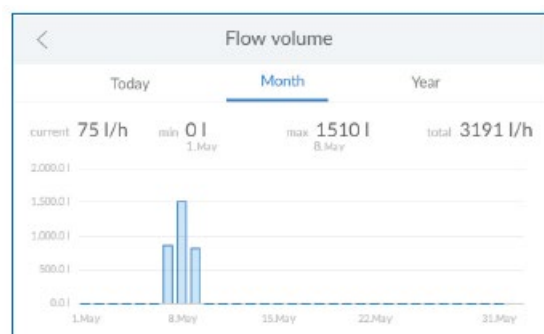 Flow volume
Today Month Year
current 75 l/h min 0 l max 1510 l total 3191 l/h
1.May 8.May
2.000.0 l
1.500.0 l
1.000.0 l
500.0 l
0.0 l
1.May 8.May 15.May 22.May 31.May